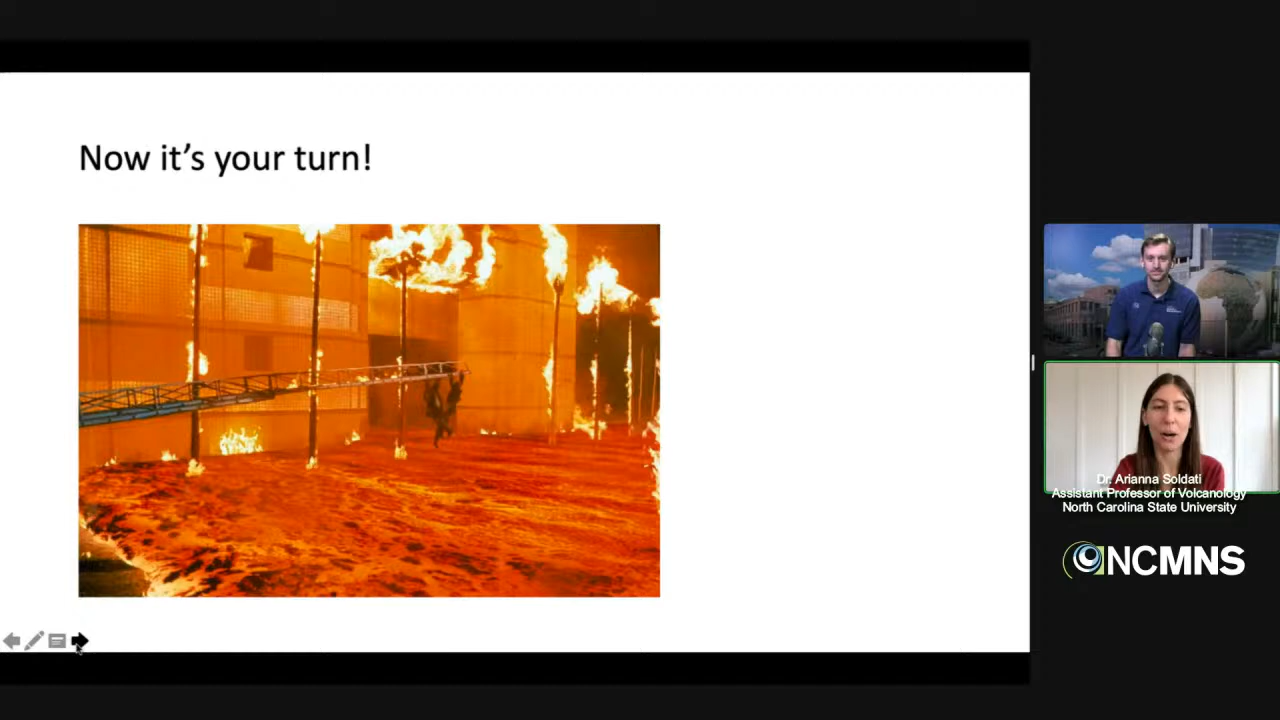 Now it's your turn!
Dr. Arianna Soldati
Assistant Professor of Volcanology
North Carolina State University
NCMNS